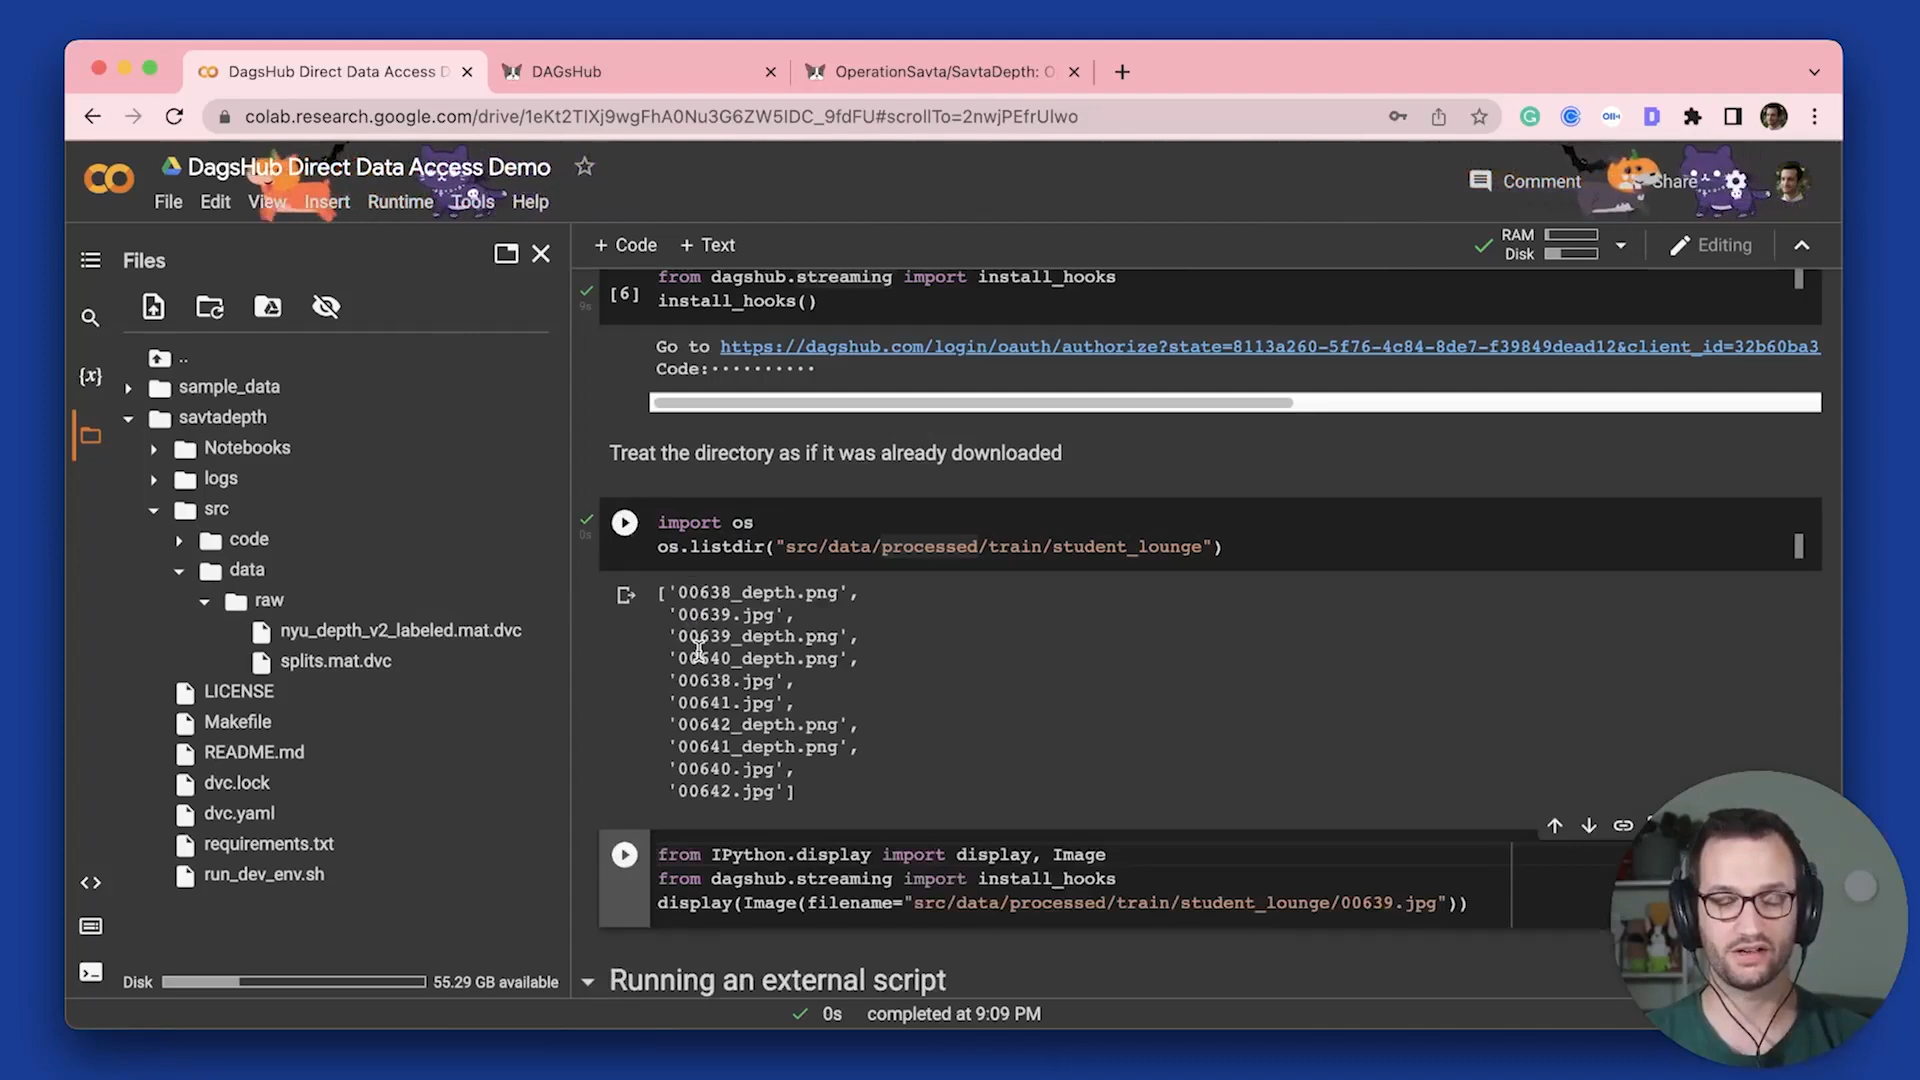 DagsHub Direct Data Access D
DAGsHub
OperationSavta/SavtaDepth: O
colab.research.google.com/drive/1eKt2TIXj9wgFhA0Nu3G6ZW5IDC_9fdFU#scrollTo=2nwjPEfrUlwo
DagsHub Direct Data Access Demo
Comment
Share
File Edit View Insert Runtime Tools Help
Files
+ Code + Text
RAM
Disk
Editing
..
sample_data
savtadepth
Notebooks
logs
src
code
data
raw
nyu_depth_v2_labeled.mat.dvc
splits.mat.dvc
LICENSE
Makefile
README.md
dvc.lock
dvc.yaml
requirements.txt
run_dev_env.sh
Disk 55.29 GB available
from dagshub.streaming import install_hooks
[6] install_hooks()
9s
Go to https://dagshub.com/login/oauth/authorize?state=8113a260-5f76-4c84-8de7-f39849dead12&client_id=32b60ba3
Code:··········
Treat the directory as if it was already downloaded
import os
0s
os.listdir("src/data/processed/train/student_lounge")
['00638_depth.png',
'00639.jpg',
'00639_depth.png',
'00640_depth.png',
'00638.jpg',
'00641.jpg',
'00642_depth.png',
'00641_depth.png',
'00640.jpg',
'00642.jpg']
from IPython.display import display, Image
from dagshub.streaming import install_hooks
display(Image(filename="src/data/processed/train/student_lounge/00639.jpg"))
Running an external script
0s completed at 9:09 PM